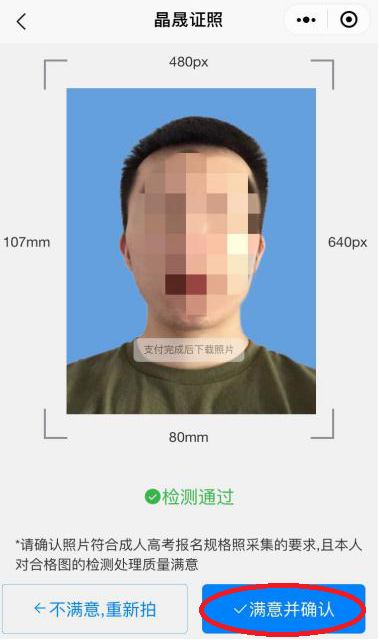 晶晟证照
480px
107mm
640px
支付完成后下载照片
80mm
检测通过
*请确认照片符合成人高考报名规格照采集的要求,且本人
对合格图的检测处理质量满意
不满意,重新拍
满意并确认